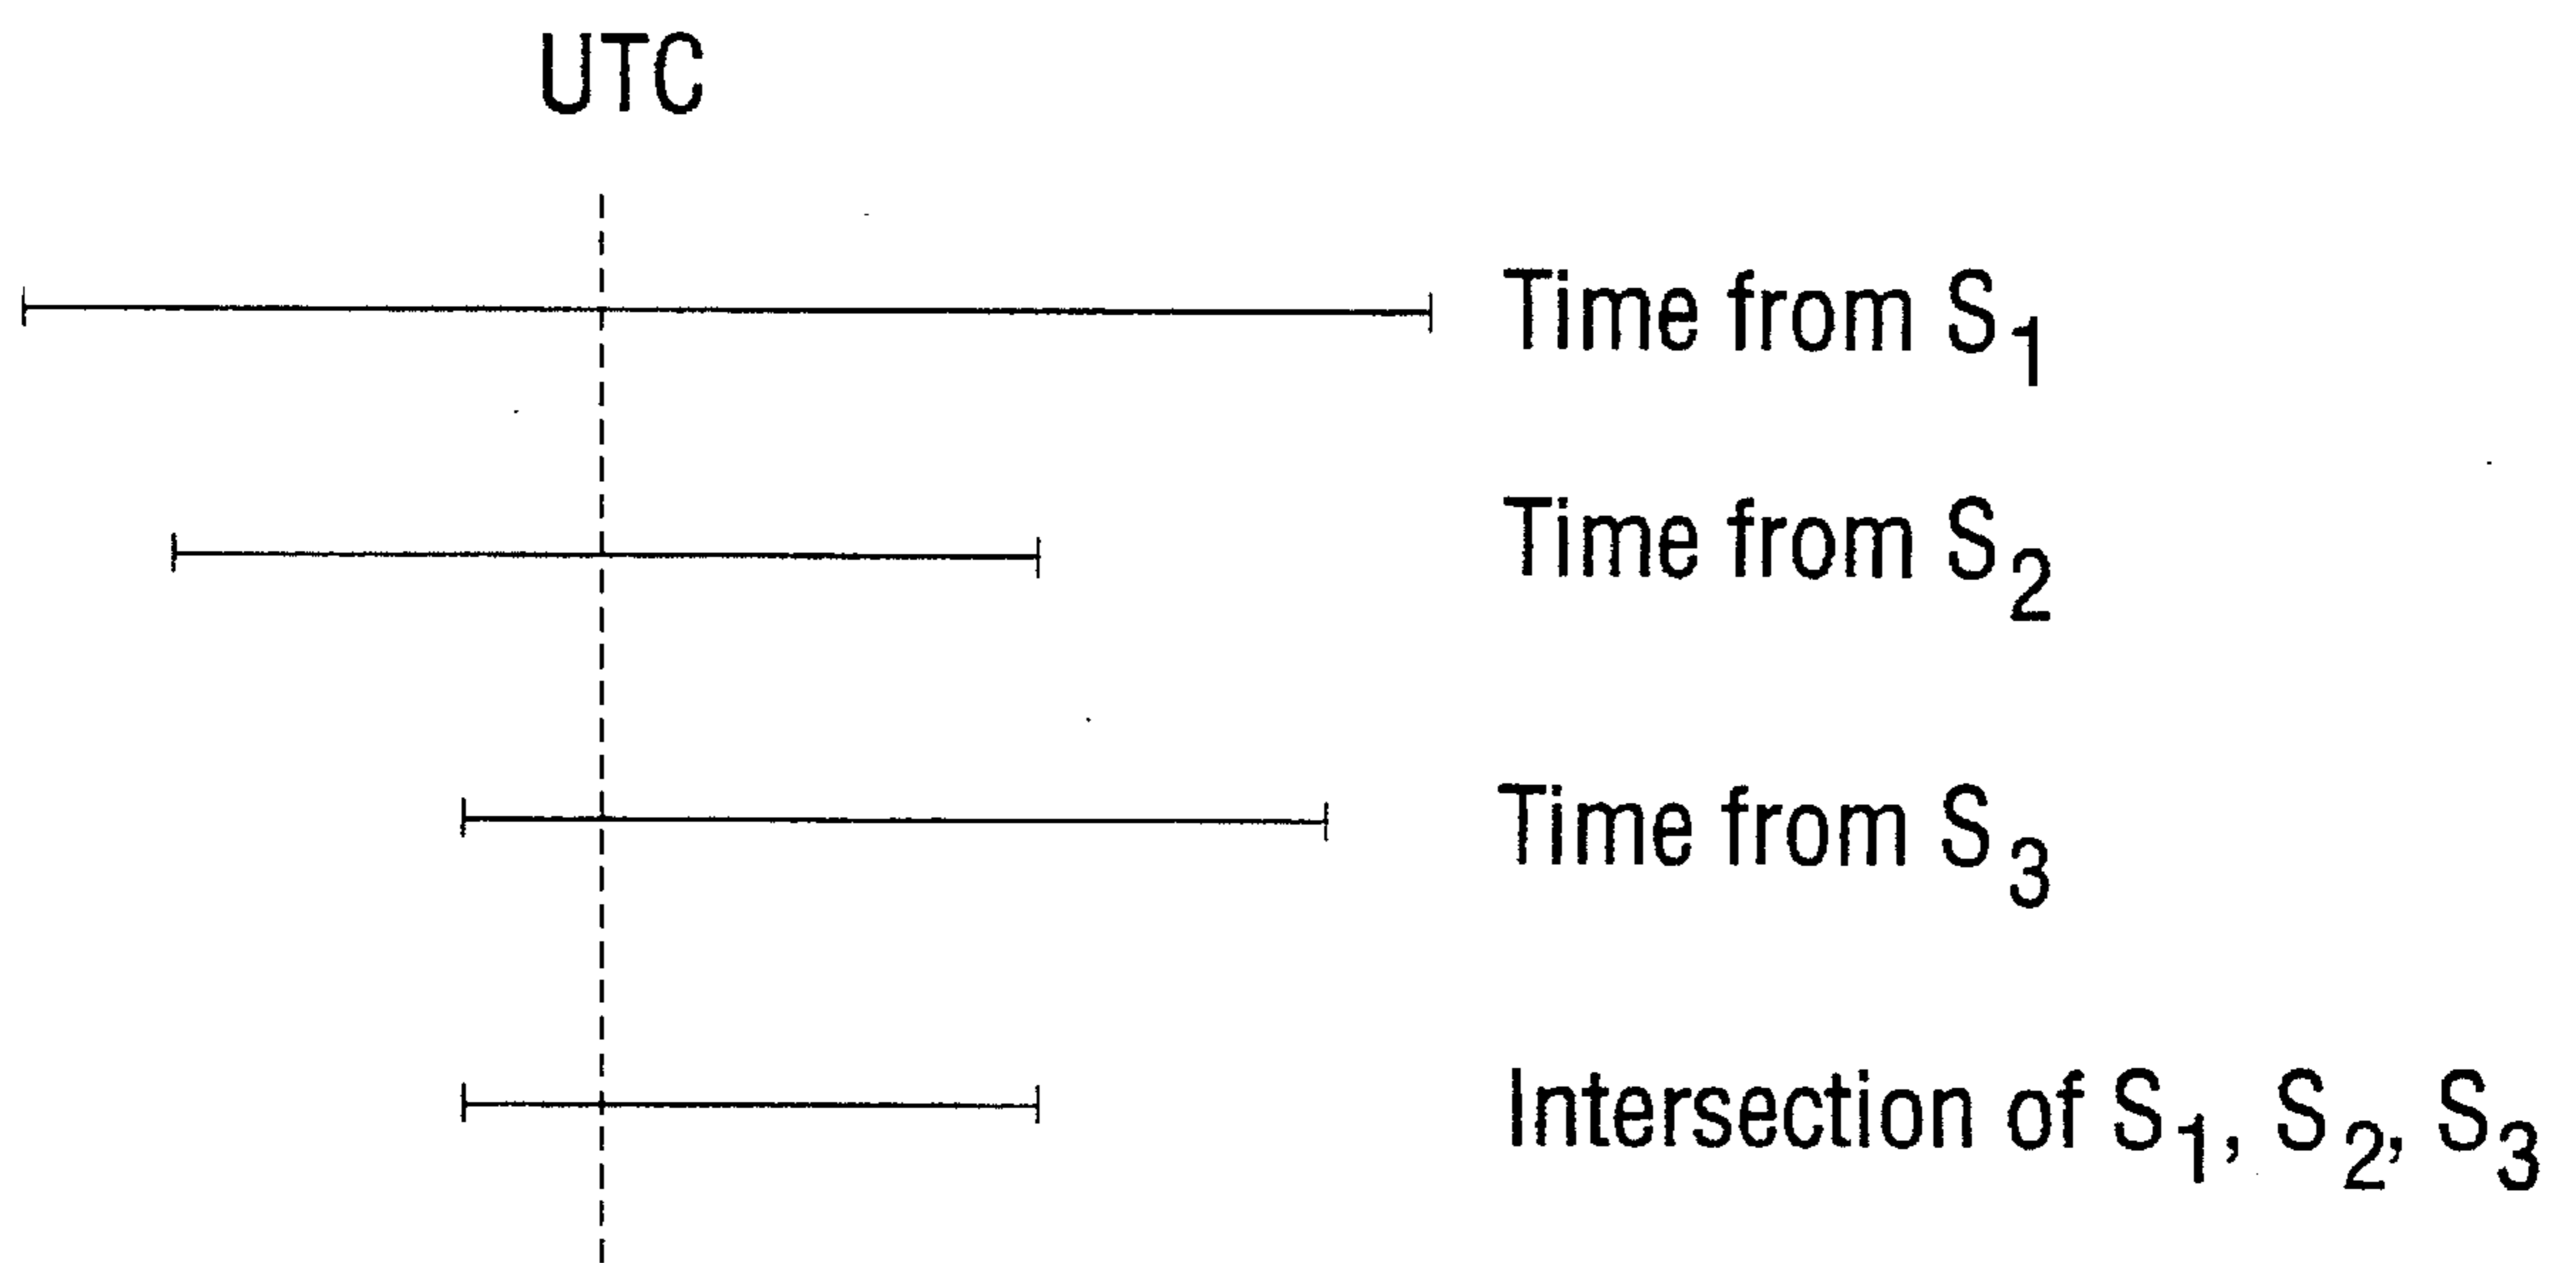 UTC
Time from S₁
Time from S₂
Time from S₃
Intersection of S₁, S₂, S₃